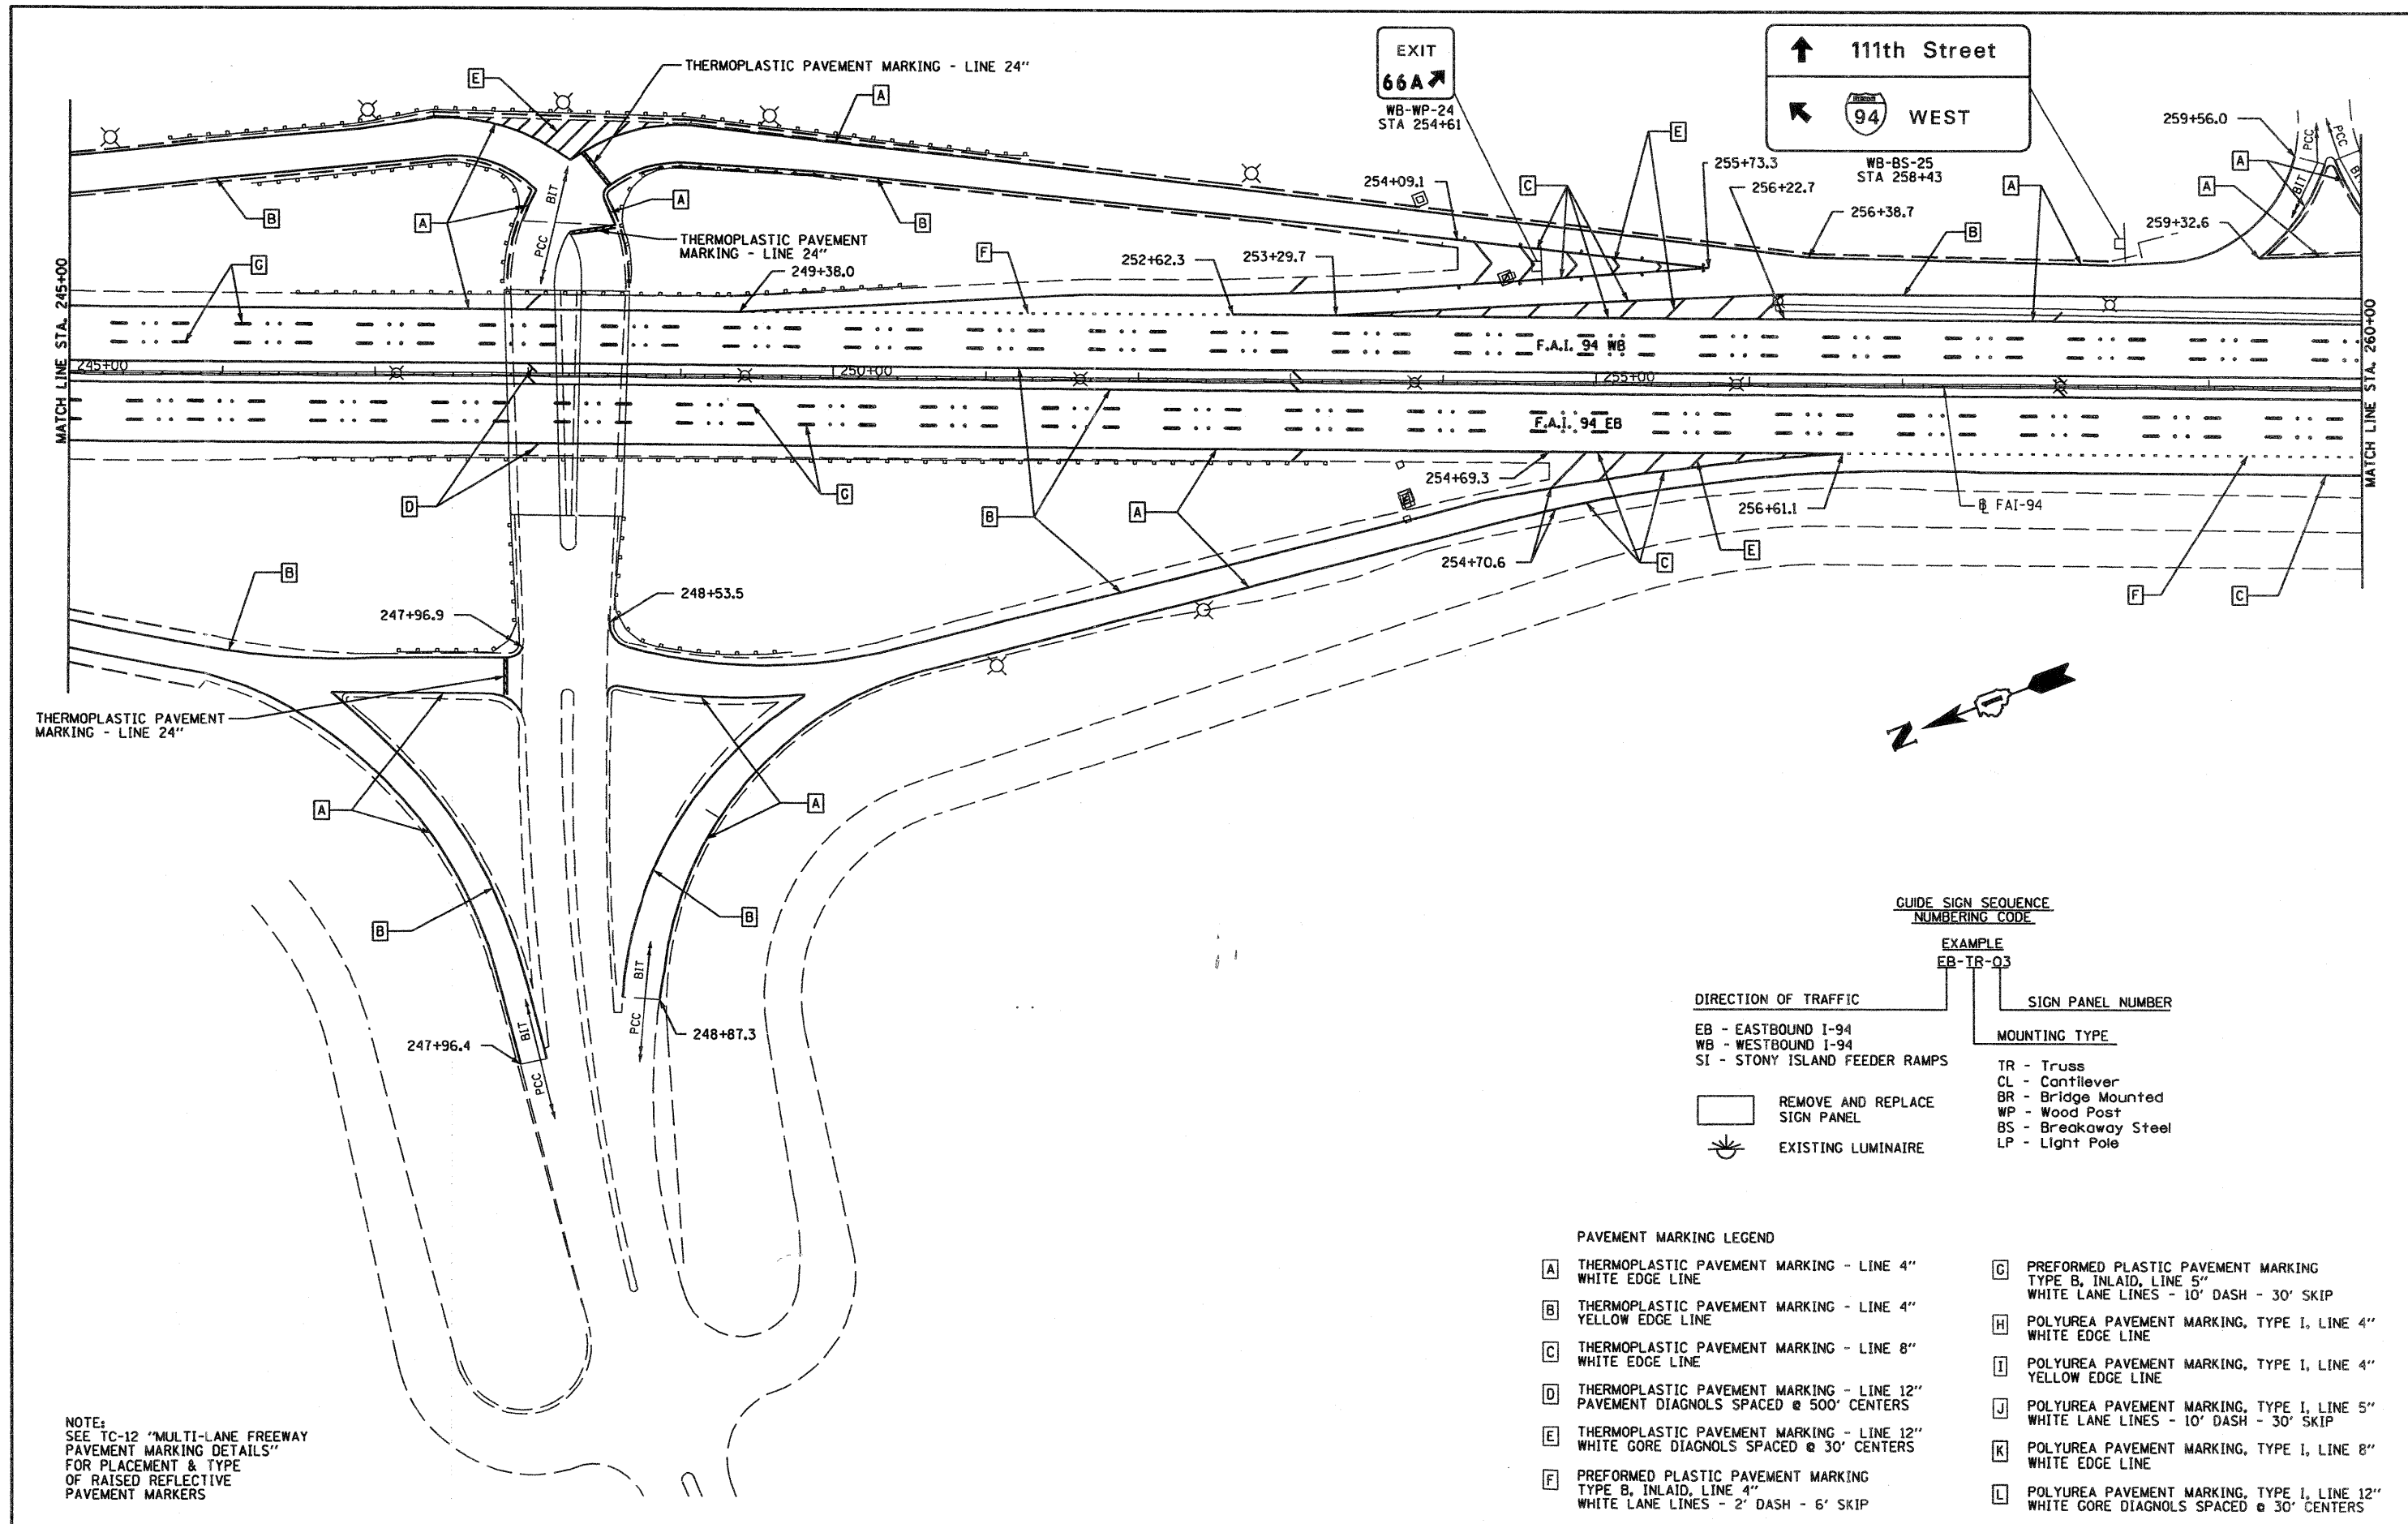 THERMOPLASTIC PAVEMENT MARKING - LINE 24"
E
A
EXIT
66A
WB-WP-24
STA 254+61
111th Street
94 WEST
WB-BS-25
STA 258+43
259+56.0
PCC
PCC
BIT
A
A
E
254+09.1
C
255+73.3
256+22.7
A
256+38.7
259+32.6
B
B
A
BIT
PCC
A
B
THERMOPLASTIC PAVEMENT
MARKING - LINE 24"
G
249+38.0
F
252+62.3
253+29.7
MATCH LINE STA. 245+00
MATCH LINE STA. 260+00
F.A.I. 94 WB
245+00
250+00
255+00
F.A.I. 94 EB
D
G
B
A
254+69.3
256+61.1
℄ FAI-94
254+70.6
C
E
F
C
B
247+96.9
248+53.5
THERMOPLASTIC PAVEMENT
MARKING - LINE 24"
N
A
A
B
B
BIT
PCC
BIT
PCC
247+96.4
248+87.3
GUIDE SIGN SEQUENCE
NUMBERING CODE
EXAMPLE
EB-TR-03
DIRECTION OF TRAFFIC
SIGN PANEL NUMBER
EB - EASTBOUND I-94
WB - WESTBOUND I-94
SI - STONY ISLAND FEEDER RAMPS
MOUNTING TYPE
TR - Truss
CL - Cantilever
BR - Bridge Mounted
WP - Wood Post
BS - Breakaway Steel
LP - Light Pole
REMOVE AND REPLACE
SIGN PANEL
EXISTING LUMINAIRE
PAVEMENT MARKING LEGEND
A THERMOPLASTIC PAVEMENT MARKING - LINE 4"
WHITE EDGE LINE
B THERMOPLASTIC PAVEMENT MARKING - LINE 4"
YELLOW EDGE LINE
C THERMOPLASTIC PAVEMENT MARKING - LINE 8"
WHITE EDGE LINE
D THERMOPLASTIC PAVEMENT MARKING - LINE 12"
PAVEMENT DIAGNOLS SPACED @ 500' CENTERS
E THERMOPLASTIC PAVEMENT MARKING - LINE 12"
WHITE GORE DIAGNOLS SPACED @ 30' CENTERS
F PREFORMED PLASTIC PAVEMENT MARKING
TYPE B, INLAID, LINE 4"
WHITE LANE LINES - 2' DASH - 6' SKIP
G PREFORMED PLASTIC PAVEMENT MARKING
TYPE B, INLAID, LINE 5"
WHITE LANE LINES - 10' DASH - 30' SKIP
H POLYUREA PAVEMENT MARKING, TYPE I, LINE 4"
WHITE EDGE LINE
I POLYUREA PAVEMENT MARKING, TYPE I, LINE 4"
YELLOW EDGE LINE
J POLYUREA PAVEMENT MARKING, TYPE I, LINE 5"
WHITE LANE LINES - 10' DASH - 30' SKIP
K POLYUREA PAVEMENT MARKING, TYPE I, LINE 8"
WHITE EDGE LINE
L POLYUREA PAVEMENT MARKING, TYPE I, LINE 12"
WHITE GORE DIAGNOLS SPACED @ 30' CENTERS
NOTE:
SEE TC-12 "MULTI-LANE FREEWAY
PAVEMENT MARKING DETAILS"
FOR PLACEMENT & TYPE
OF RAISED REFLECTIVE
PAVEMENT MARKERS